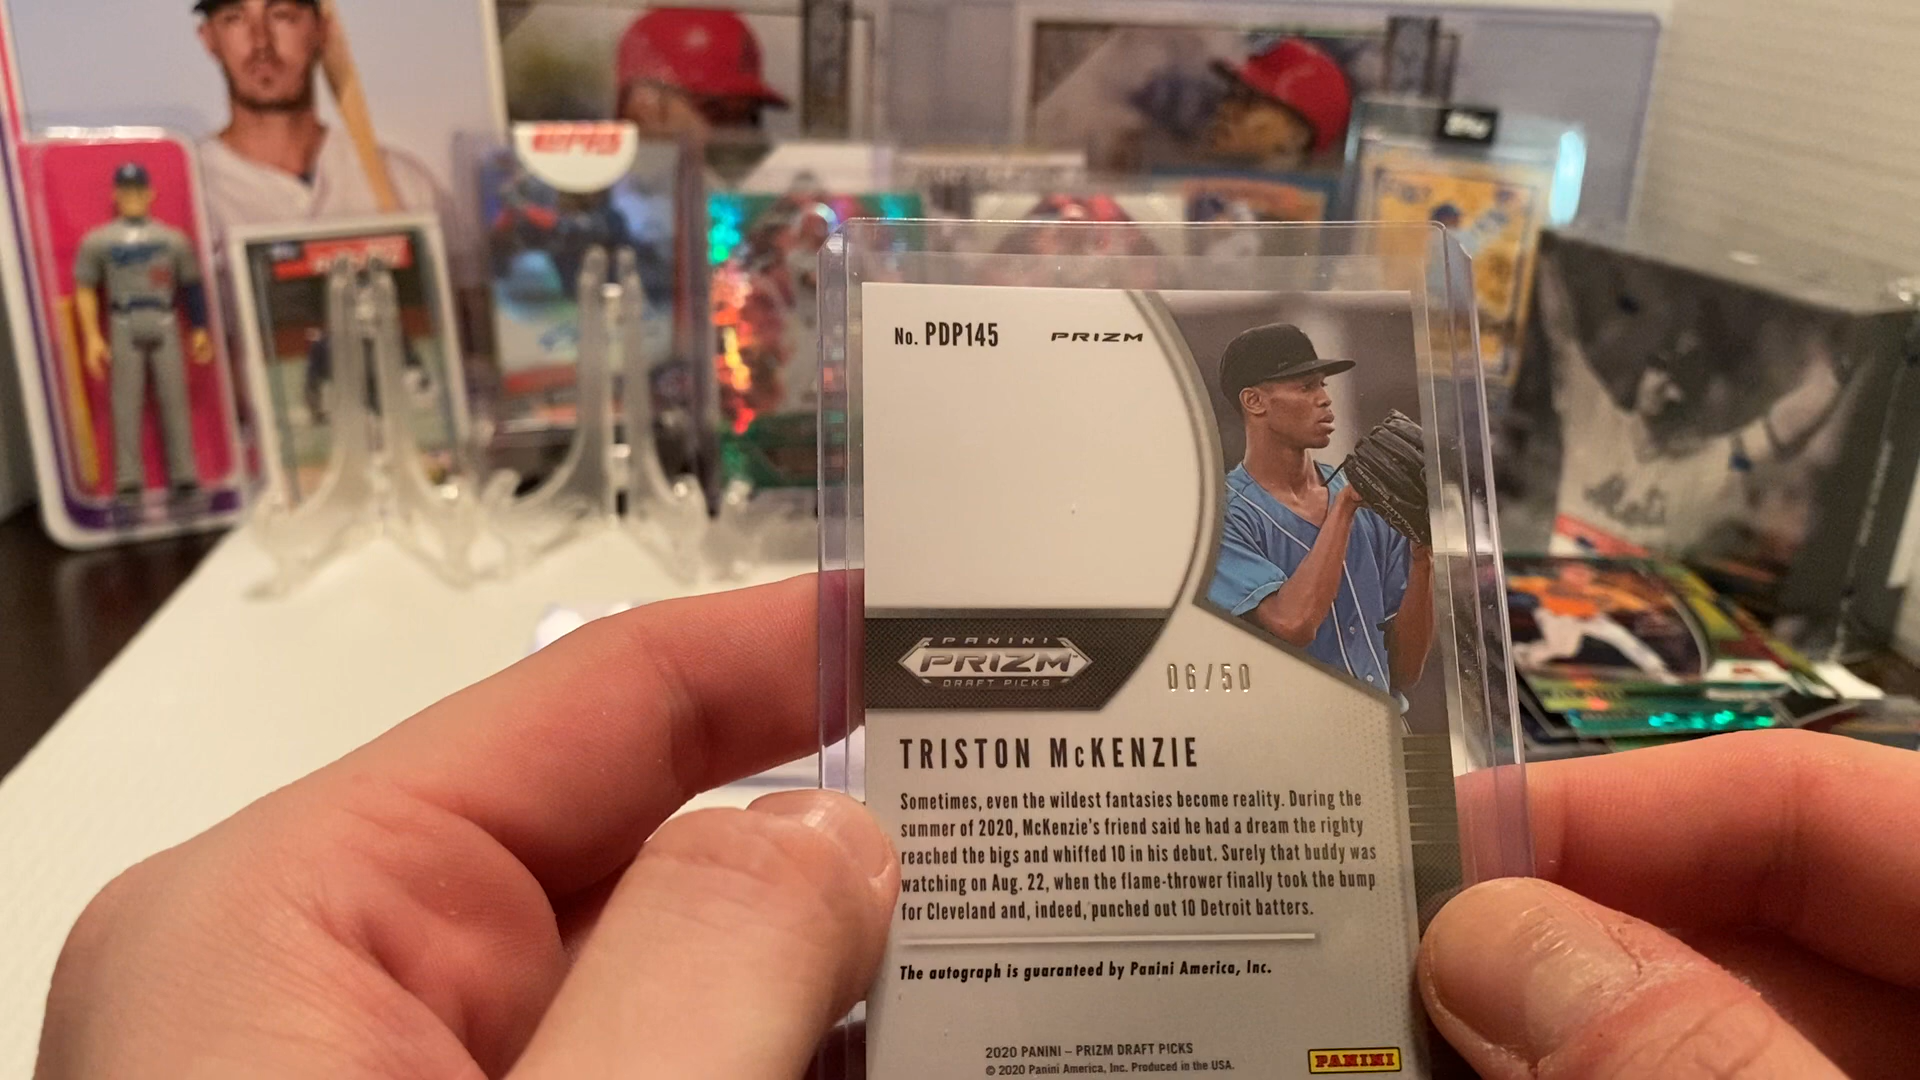 No. PDP145
PRIZM
PANINI
PRIZM
DRAFT PICKS
06/50
TRISTON McKENZIE
Sometimes, even the wildest fantasies become reality. During the
summer of 2020, McKenzie's friend said he had a dream the righty
reached the bigs and whiffed 10 in his debut. Surely that buddy was
watching on Aug. 22, when the flame-thrower finally took the bump
for Cleveland and, indeed, punched out 10 Detroit batters.
The autograph is guaranteed by Panini America, Inc.
2020 PANINI – PRIZM DRAFT PICKS
© 2020 Panini America, Inc. Produced in the USA.
PANINI